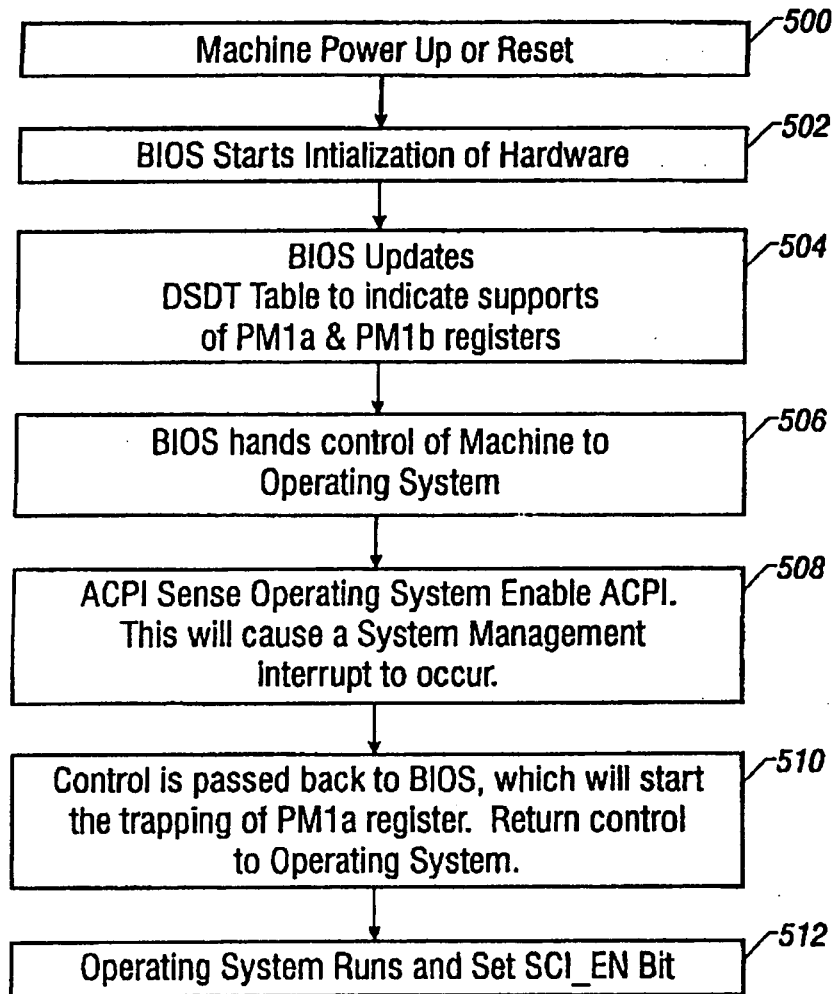 500
Machine Power Up or Reset
502
BIOS Starts Intialization of Hardware
504
BIOS Updates
DSDT Table to indicate supports
of PM1a & PM1b registers
506
BIOS hands control of Machine to
Operating System
508
ACPI Sense Operating System Enable ACPI.
This will cause a System Management
interrupt to occur.
510
Control is passed back to BIOS, which will start
the trapping of PM1a register. Return control
to Operating System.
512
Operating System Runs and Set SCI_EN Bit